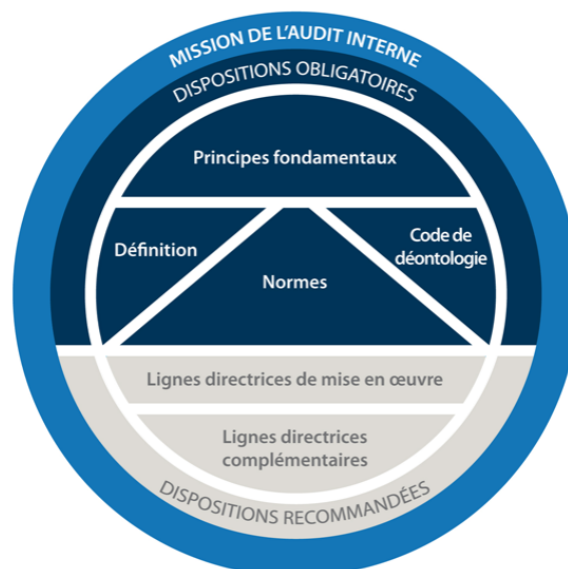 MISSION DE L'AUDIT INTERNE
DISPOSITIONS OBLIGATOIRES
Principes fondamentaux
Définition
Code de
déontologie
Normes
Lignes directrices de mise en œuvre
Lignes directrices
complémentaires
DISPOSITIONS RECOMMANDÉES